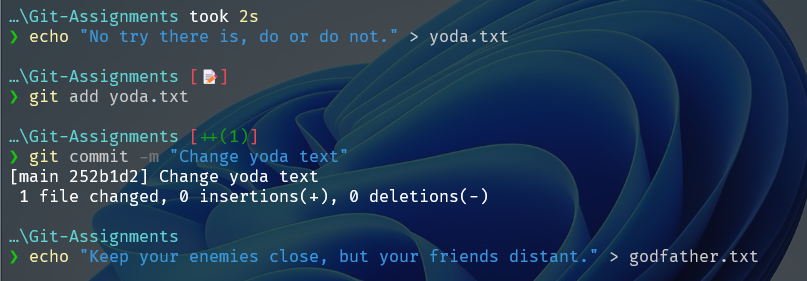 …\Git-Assignments took 2s
❯ echo "No try there is, do or do not." > yoda.txt
…\Git-Assignments [📝]
❯ git add yoda.txt
…\Git-Assignments [++(1)]
❯ git commit -m "Change yoda text"
[main 252b1d2] Change yoda text
 1 file changed, 0 insertions(+), 0 deletions(-)
…\Git-Assignments
❯ echo "Keep your enemies close, but your friends distant." > godfather.txt